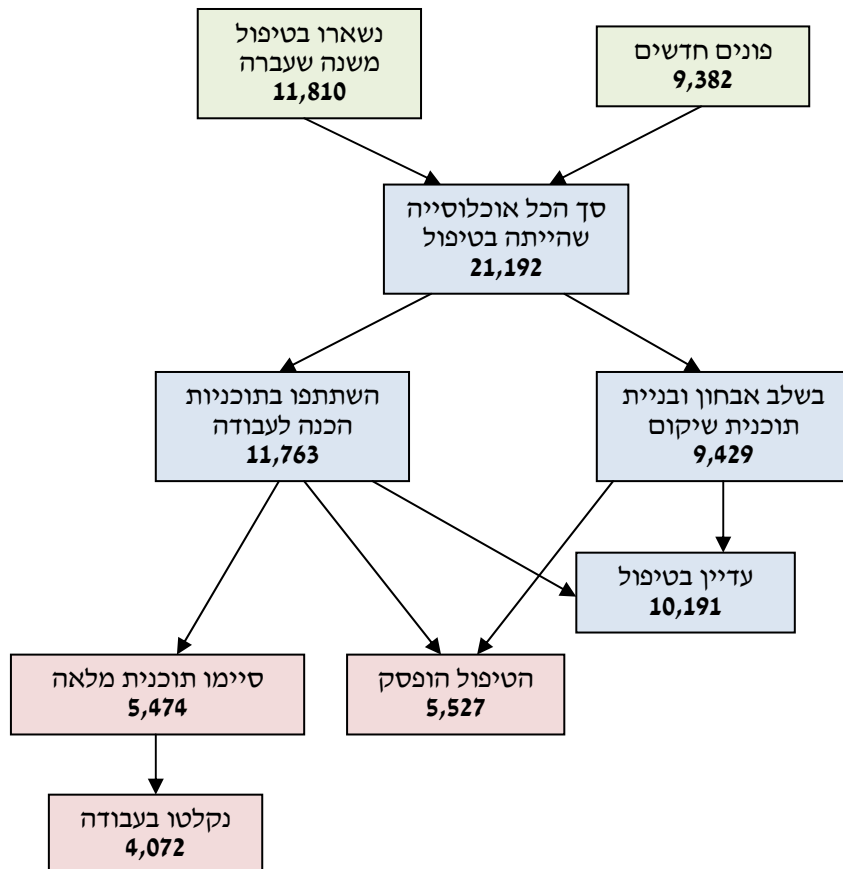 נשארו בטיפול
משנה שעברה
11,810
פונים חדשים
9,382
סך הכל אוכלוסייה
שהייתה בטיפול
21,192
השתתפו בתוכניות
הכנה לעבודה
11,763
בשלב אבחון ובניית
תוכנית שיקום
9,429
עדיין בטיפול
10,191
סיימו תוכנית מלאה
5,474
הטיפול הופסק
5,527
נקלטו בעבודה
4,072